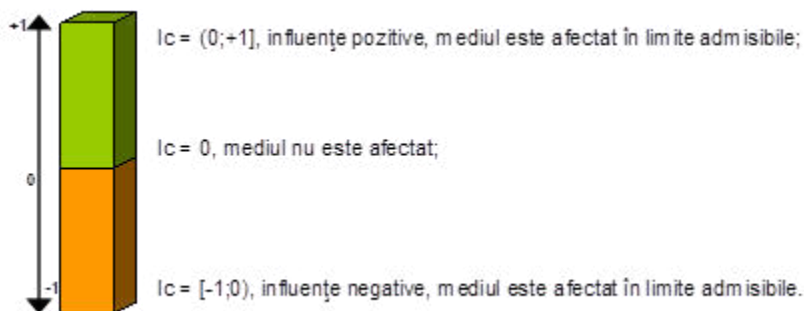 +1
Ic = (0;+1], influenţe pozitive, mediul este afectat în limite admisibile;
Ic = 0, mediul nu este afectat;
0
-1
Ic = [-1;0), influenţe negative, mediul este afectat în limite admisibile.